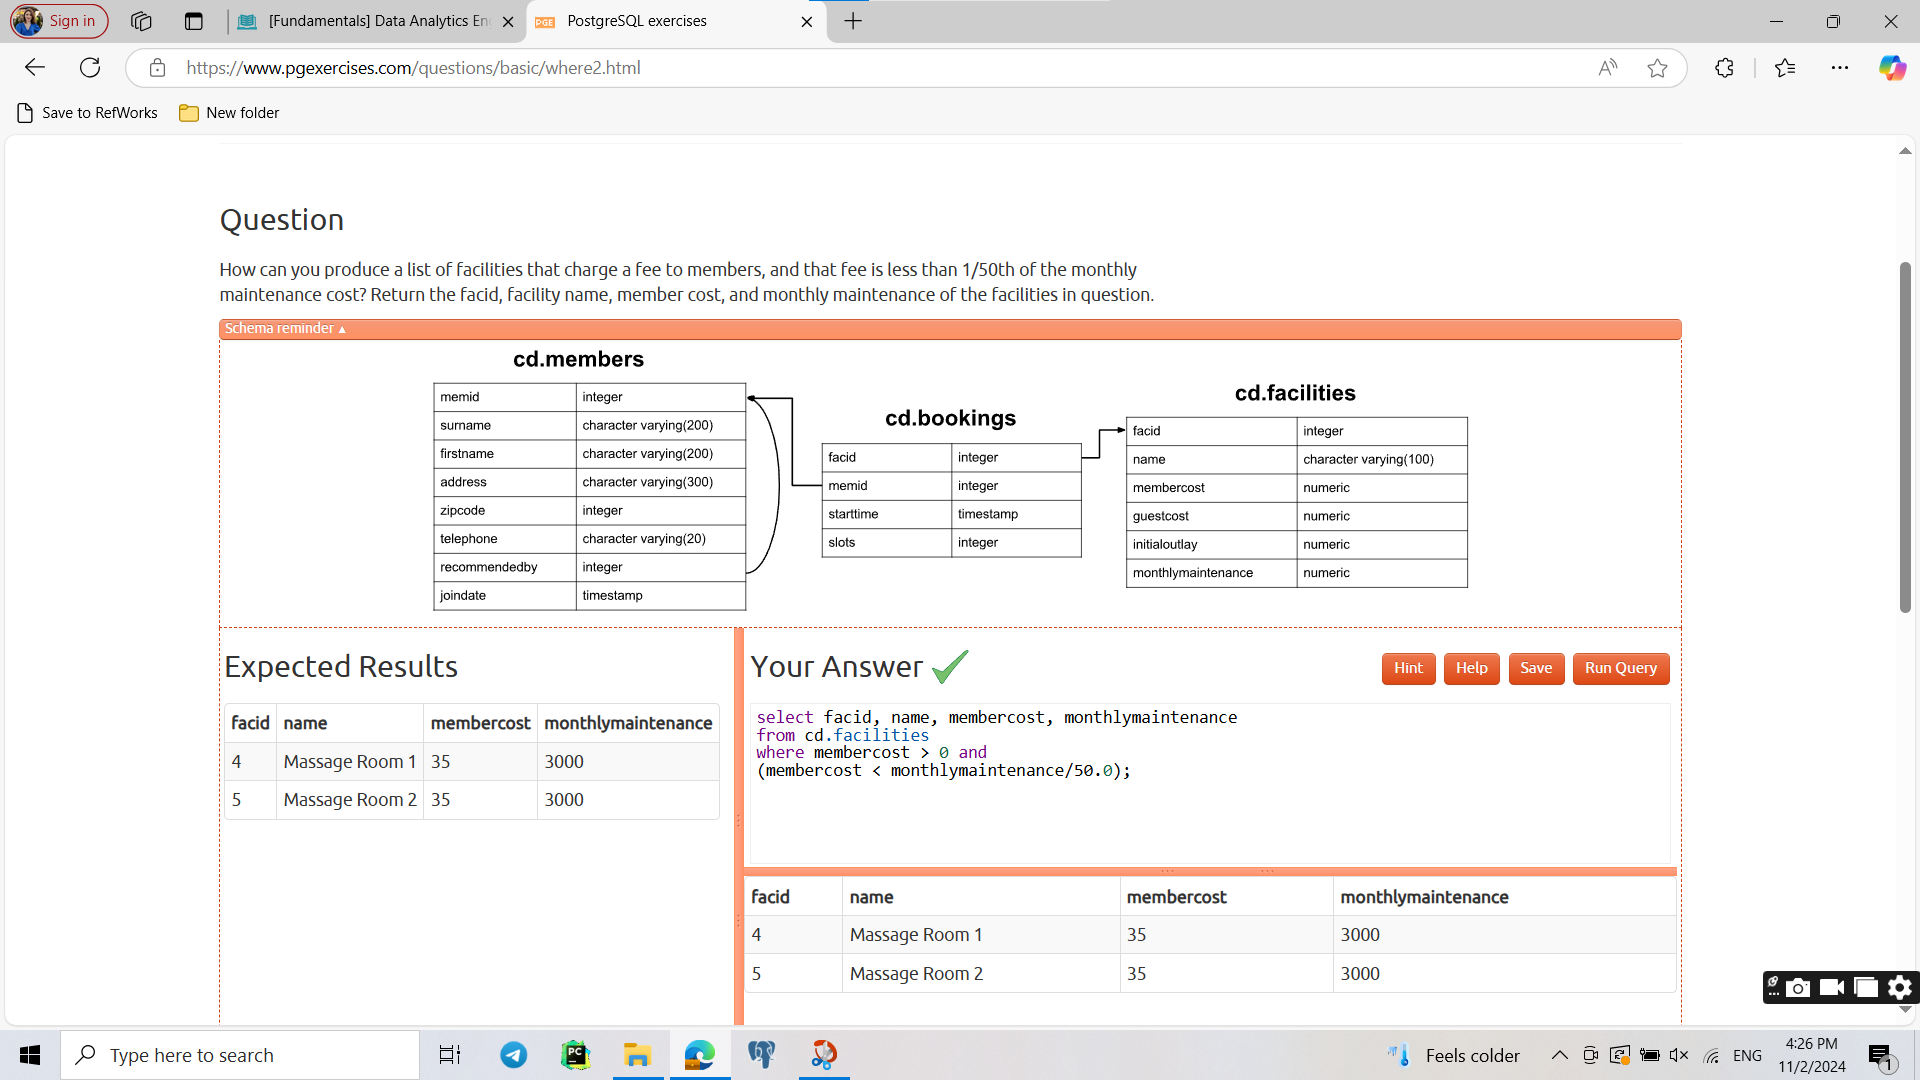 Sign in
[Fundamentals] Data Analytics En
PGE PostgreSQL exercises
https://www.pgexercises.com/questions/basic/where2.html
Save to RefWorks
New folder
Question
How can you produce a list of facilities that charge a fee to members, and that fee is less than 1/50th of the monthly
maintenance cost? Return the facid, facility name, member cost, and monthly maintenance of the facilities in question.
Schema reminder ▲
cd.members
memid integer
surname character varying(200)
firstname character varying(200)
address character varying(300)
zipcode integer
telephone character varying(20)
recommendedby integer
joindate timestamp
cd.bookings
facid integer
memid integer
starttime timestamp
slots integer
cd.facilities
facid integer
name character varying(100)
membercost numeric
guestcost numeric
initialoutlay numeric
monthlymaintenance numeric
Expected Results
facid name membercost monthlymaintenance
4 Massage Room 1 35 3000
5 Massage Room 2 35 3000
Your Answer
Hint Help Save Run Query
select facid, name, membercost, monthlymaintenance
from cd.facilities
where membercost > 0 and
(membercost < monthlymaintenance/50.0);
facid name membercost monthlymaintenance
4 Massage Room 1 35 3000
5 Massage Room 2 35 3000
Type here to search
PC
Feels colder
ENG
4:26 PM
11/2/2024
1